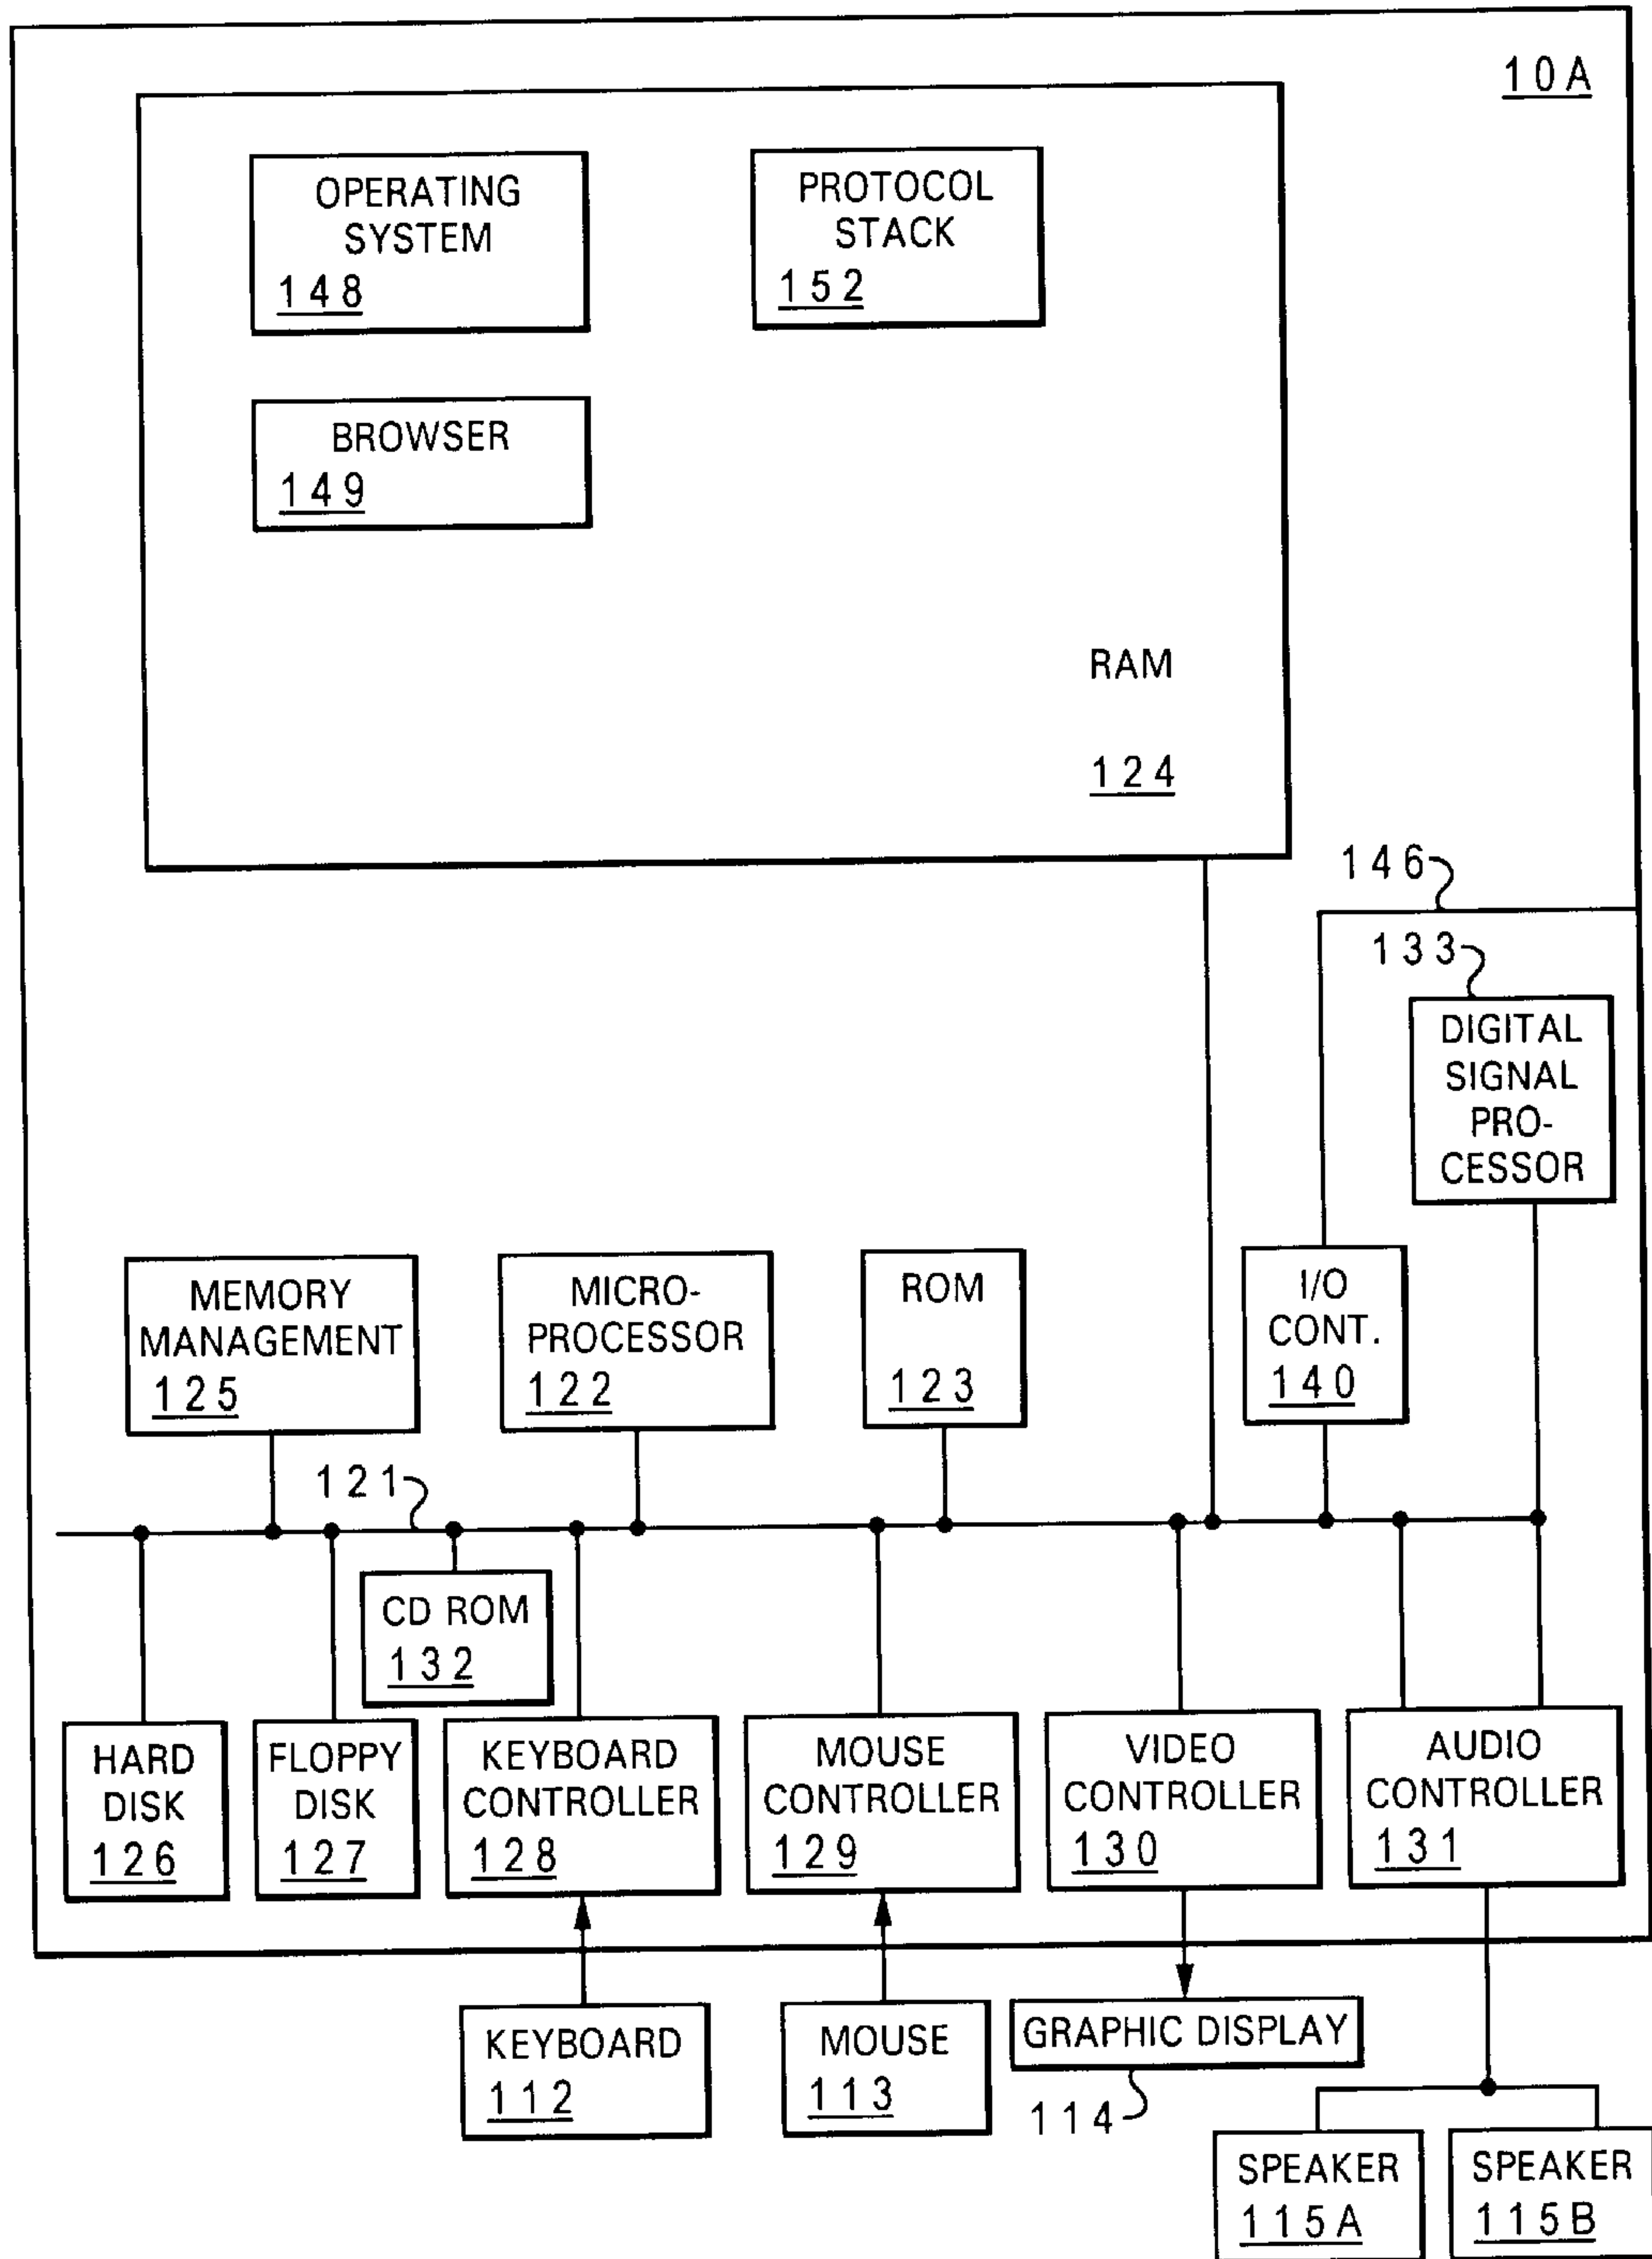 10A
OPERATING
SYSTEM
148
PROTOCOL
STACK
152
BROWSER
149
RAM
124
146
133
DIGITAL
SIGNAL
PRO-
CESSOR
MEMORY
MANAGEMENT
125
MICRO-
PROCESSOR
122
ROM
123
I/O
CONT.
140
121
CD ROM
132
HARD
DISK
126
FLOPPY
DISK
127
KEYBOARD
CONTROLLER
128
MOUSE
CONTROLLER
129
VIDEO
CONTROLLER
130
AUDIO
CONTROLLER
131
KEYBOARD
112
MOUSE
113
GRAPHIC DISPLAY
114
SPEAKER
115A
SPEAKER
115B